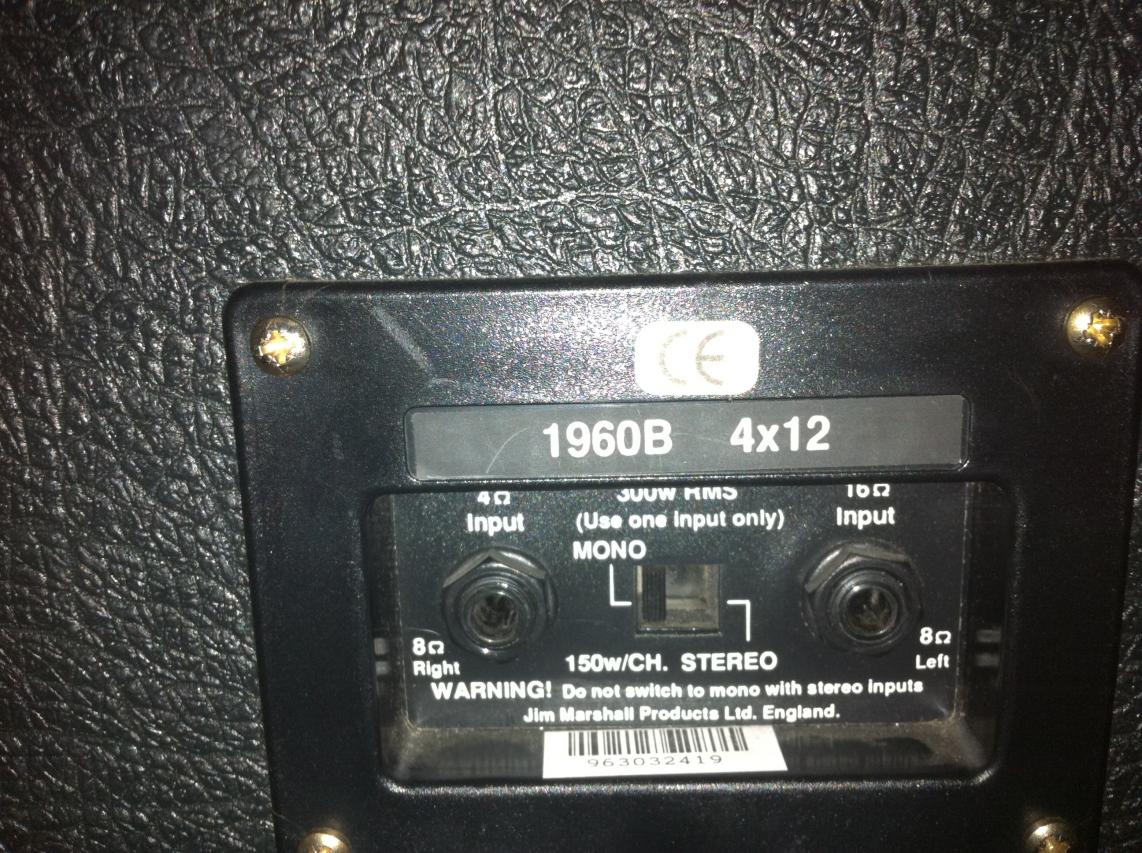 CE
1960B 4x12
4Ω 300w RMS 16Ω
Input (Use one input only) Input
MONO
8Ω 8Ω
Right 150w/CH. STEREO Left
WARNING! Do not switch to mono with stereo inputs
Jim Marshall Products Ltd. England.
963032419